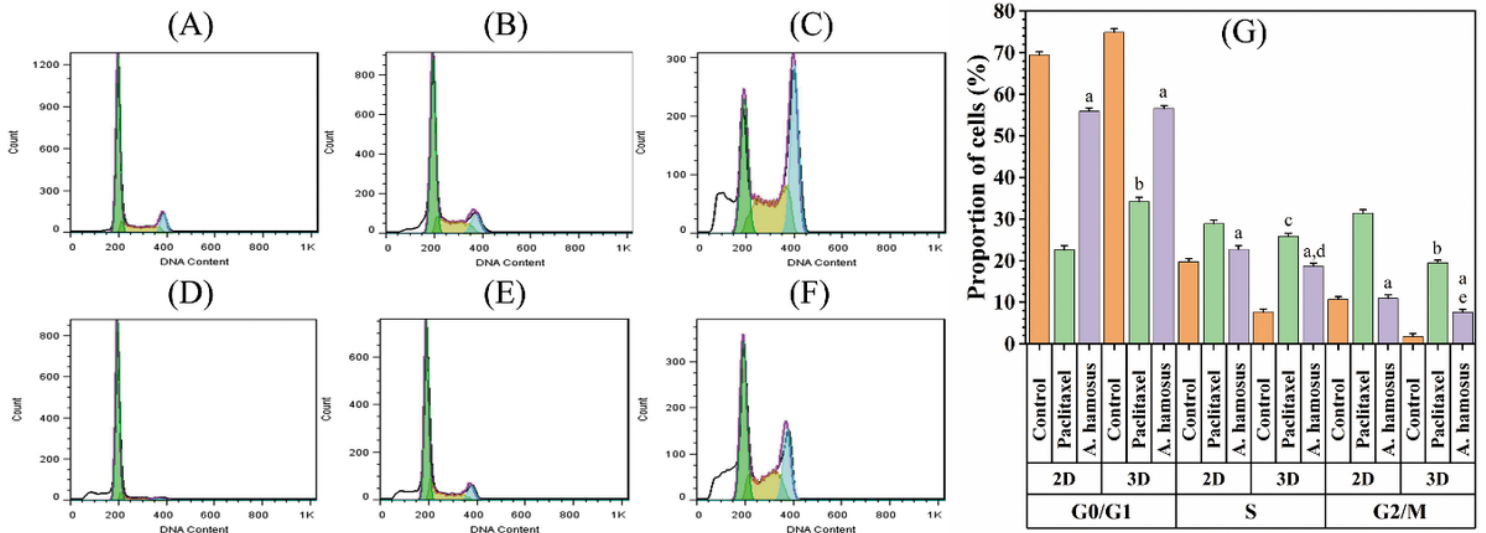 (A)
1200
900
600
300
0
Count
0 200 400 600 800 1K
DNA Content
(B)
800
600
400
200
0
Count
0 200 400 600 800 1K
DNA Content
(C)
300
200
100
0
Count
0 200 400 600 800 1K
DNA Content
(D)
800
600
400
200
0
Count
0 200 400 600 800 1K
DNA Content
(E)
600
400
200
0
Count
0 200 400 600 800 1K
DNA Content
(F)
300
200
100
0
Count
0 200 400 600 800 1K
DNA Content
(G)
Proportion of cells (%)
80
70
60
50
40
30
20
10
0
a
b
a
a
c
a,d
a
b
a
e
Control
Paclitaxel
A. hamosus
Control
Paclitaxel
A. hamosus
Control
Paclitaxel
A. hamosus
Control
Paclitaxel
A. hamosus
Control
Paclitaxel
A. hamosus
Control
Paclitaxel
A. hamosus
2D 3D 2D 3D 2D 3D
G0/G1 S G2/M